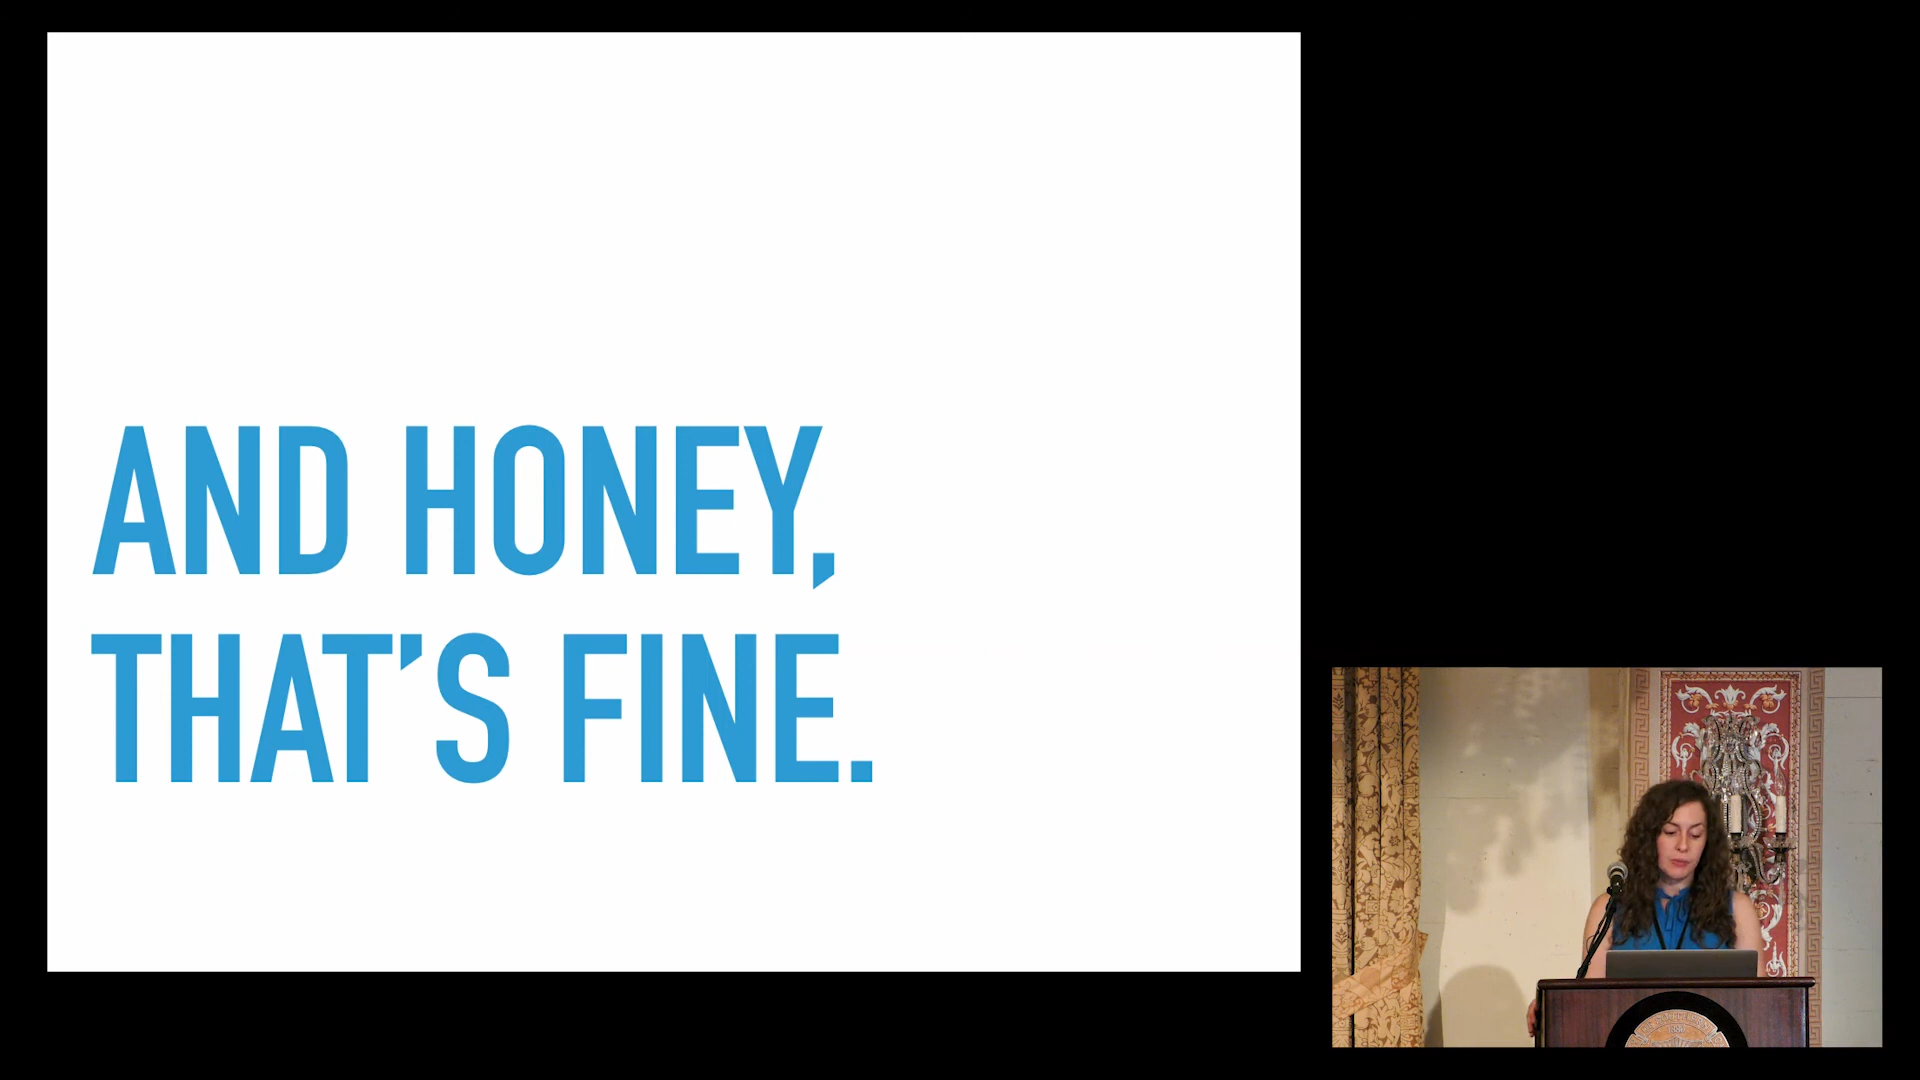 AND HONEY,
THAT’S FINE.